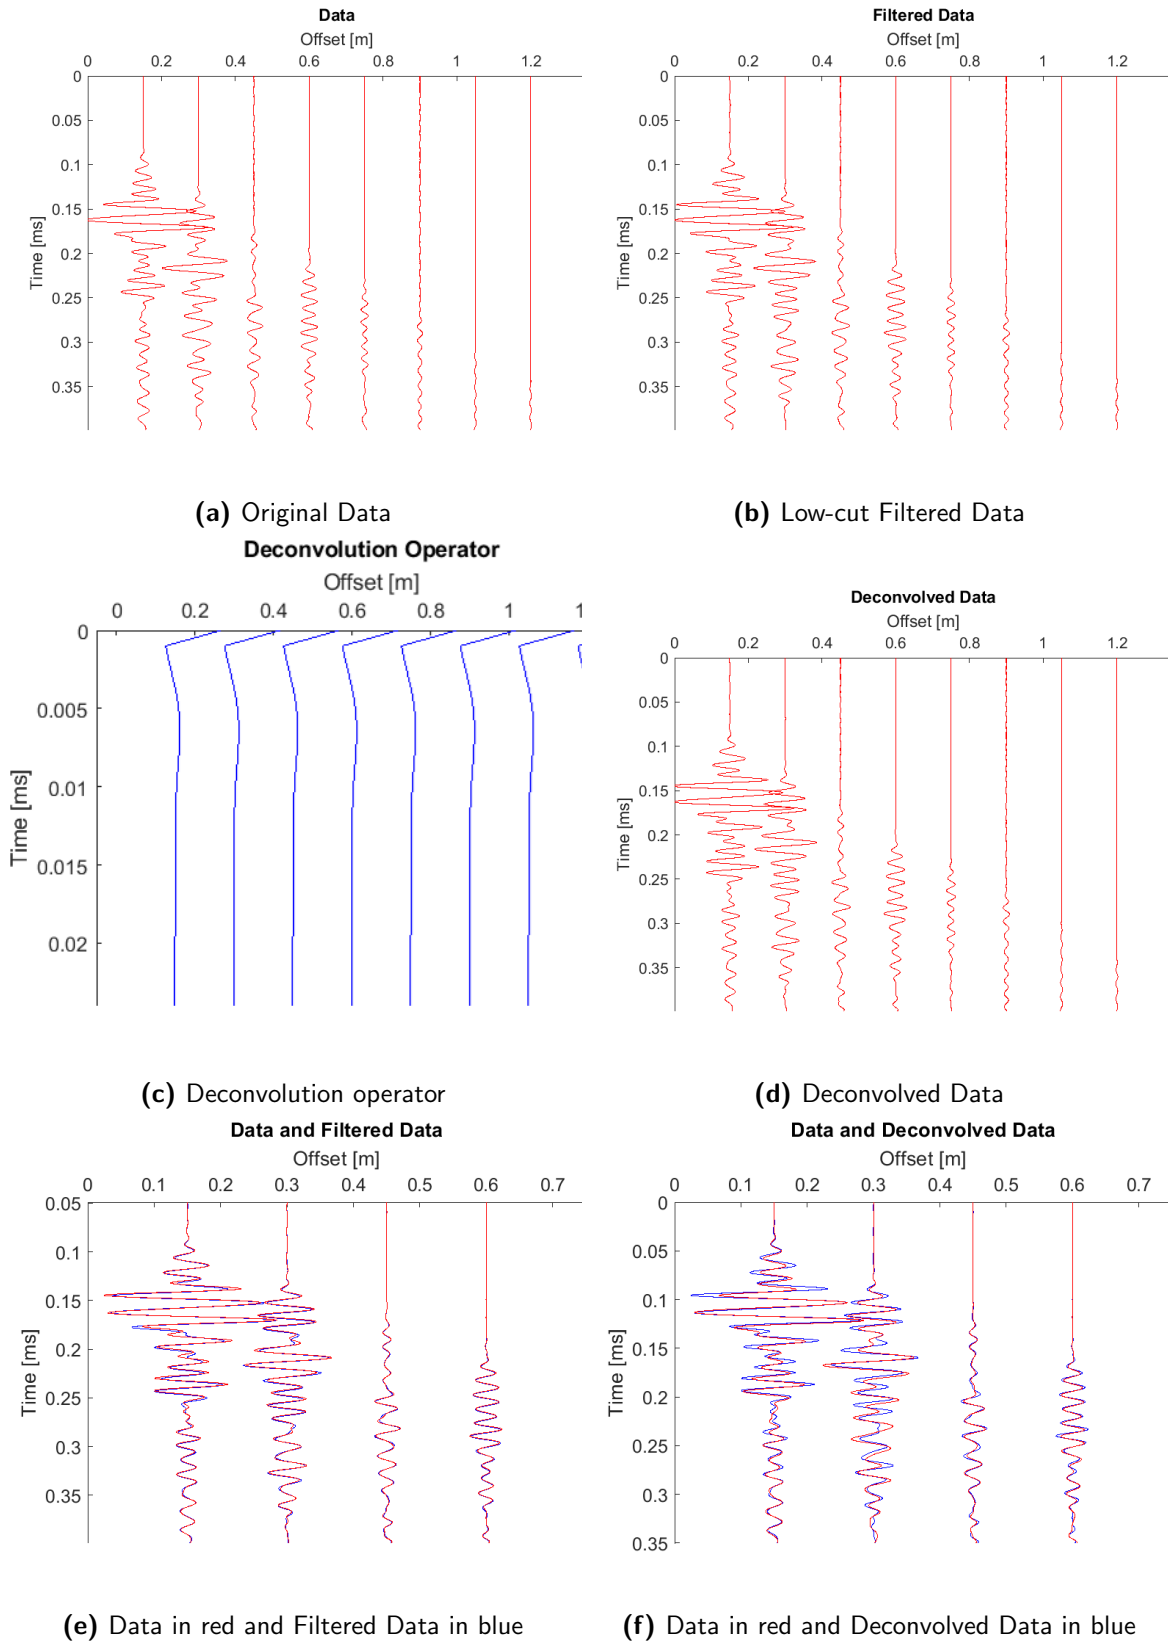 Data
Offset [m]
0 0.2 0.4 0.6 0.8 1 1.2
0
0.05
0.1
0.15
0.2
0.25
0.3
0.35
Time [ms]
(a) Original Data
Filtered Data
Offset [m]
0 0.2 0.4 0.6 0.8 1 1.2
0
0.05
0.1
0.15
0.2
0.25
0.3
0.35
Time [ms]
(b) Low-cut Filtered Data
Deconvolution Operator
Offset [m]
0 0.2 0.4 0.6 0.8 1 1
0
0.005
0.01
0.015
0.02
Time [ms]
(c) Deconvolution operator
Deconvolved Data
Offset [m]
0 0.2 0.4 0.6 0.8 1 1.2
0
0.05
0.1
0.15
0.2
0.25
0.3
0.35
Time [ms]
(d) Deconvolved Data
Data and Filtered Data
Offset [m]
0 0.1 0.2 0.3 0.4 0.5 0.6 0.7
0.05
0.1
0.15
0.2
0.25
0.3
0.35
Time [ms]
(e) Data in red and Filtered Data in blue
Data and Deconvolved Data
Offset [m]
0 0.1 0.2 0.3 0.4 0.5 0.6 0.7
0
0.05
0.1
0.15
0.2
0.25
0.3
0.35
Time [ms]
(f) Data in red and Deconvolved Data in blue